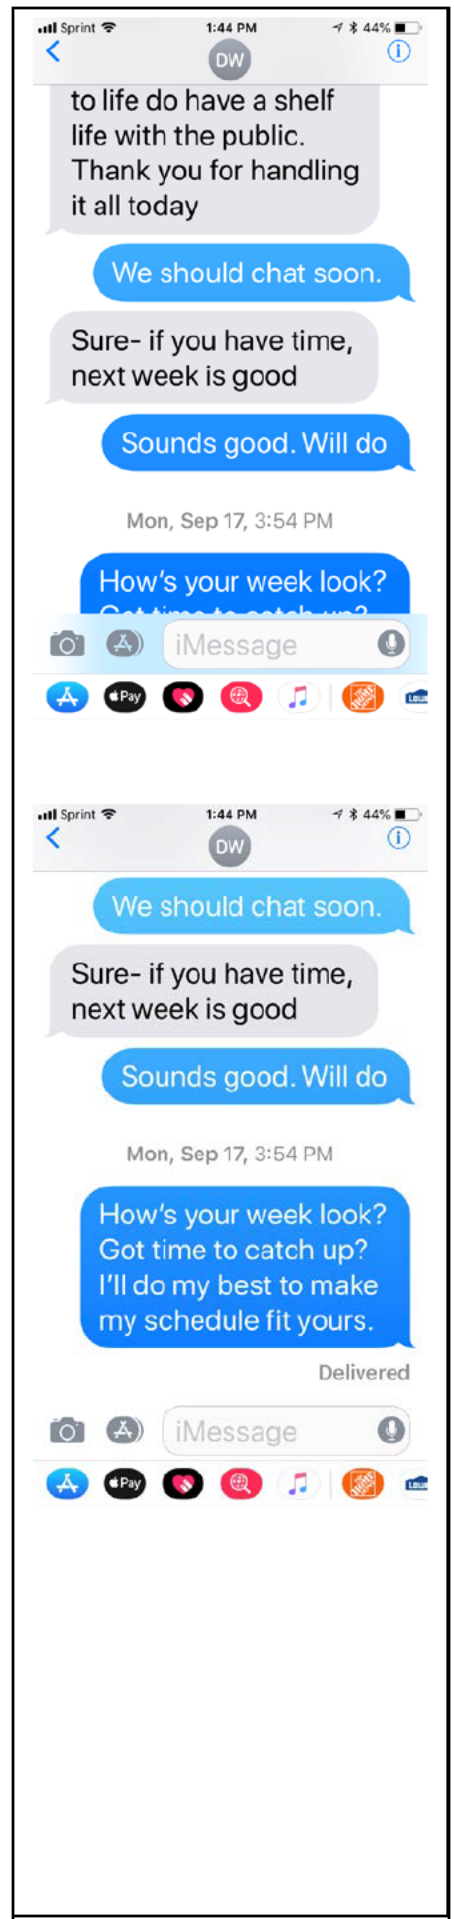 Sprint 1:44 PM 44%
DW
to life do have a shelf
life with the public.
Thank you for handling
it all today
We should chat soon.
Sure- if you have time,
next week is good
Sounds good. Will do
Mon, Sep 17, 3:54 PM
How's your week look?
Got time to catch up?
iMessage
Pay
Sprint 1:44 PM 44%
DW
We should chat soon.
Sure- if you have time,
next week is good
Sounds good. Will do
Mon, Sep 17, 3:54 PM
How's your week look?
Got time to catch up?
I'll do my best to make
my schedule fit yours.
Delivered
iMessage
Pay